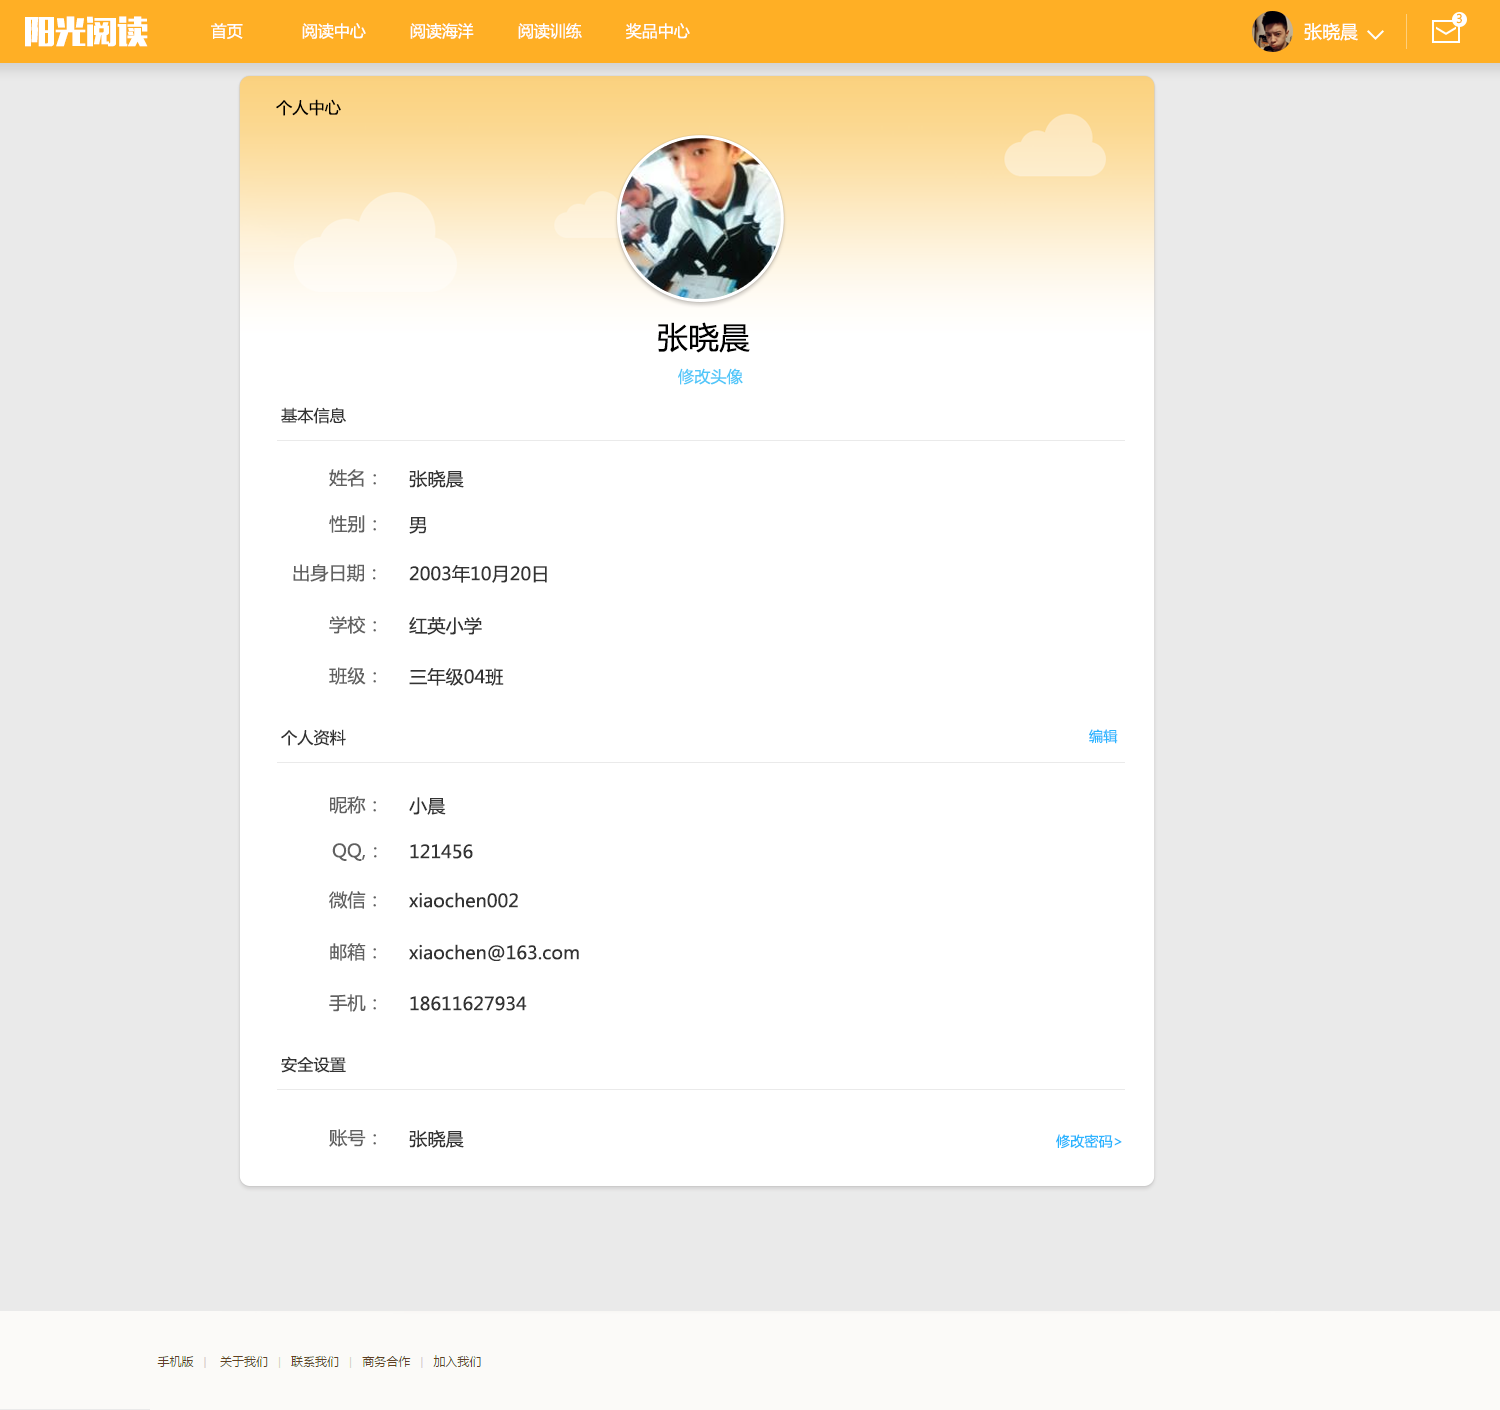 阳光阅读 首页 阅读中心 阅读海洋 阅读训练 奖品中心 张晓晨 3
个人中心
张晓晨
修改头像
基本信息
姓名： 张晓晨
性别： 男
出身日期： 2003年10月20日
学校： 红英小学
班级： 三年级04班
个人资料 编辑
昵称： 小晨
QQ,： 121456
微信： xiaochen002
邮箱： xiaochen@163.com
手机： 18611627934
安全设置
账号： 张晓晨 修改密码>
手机版 | 关于我们 | 联系我们 | 商务合作 | 加入我们